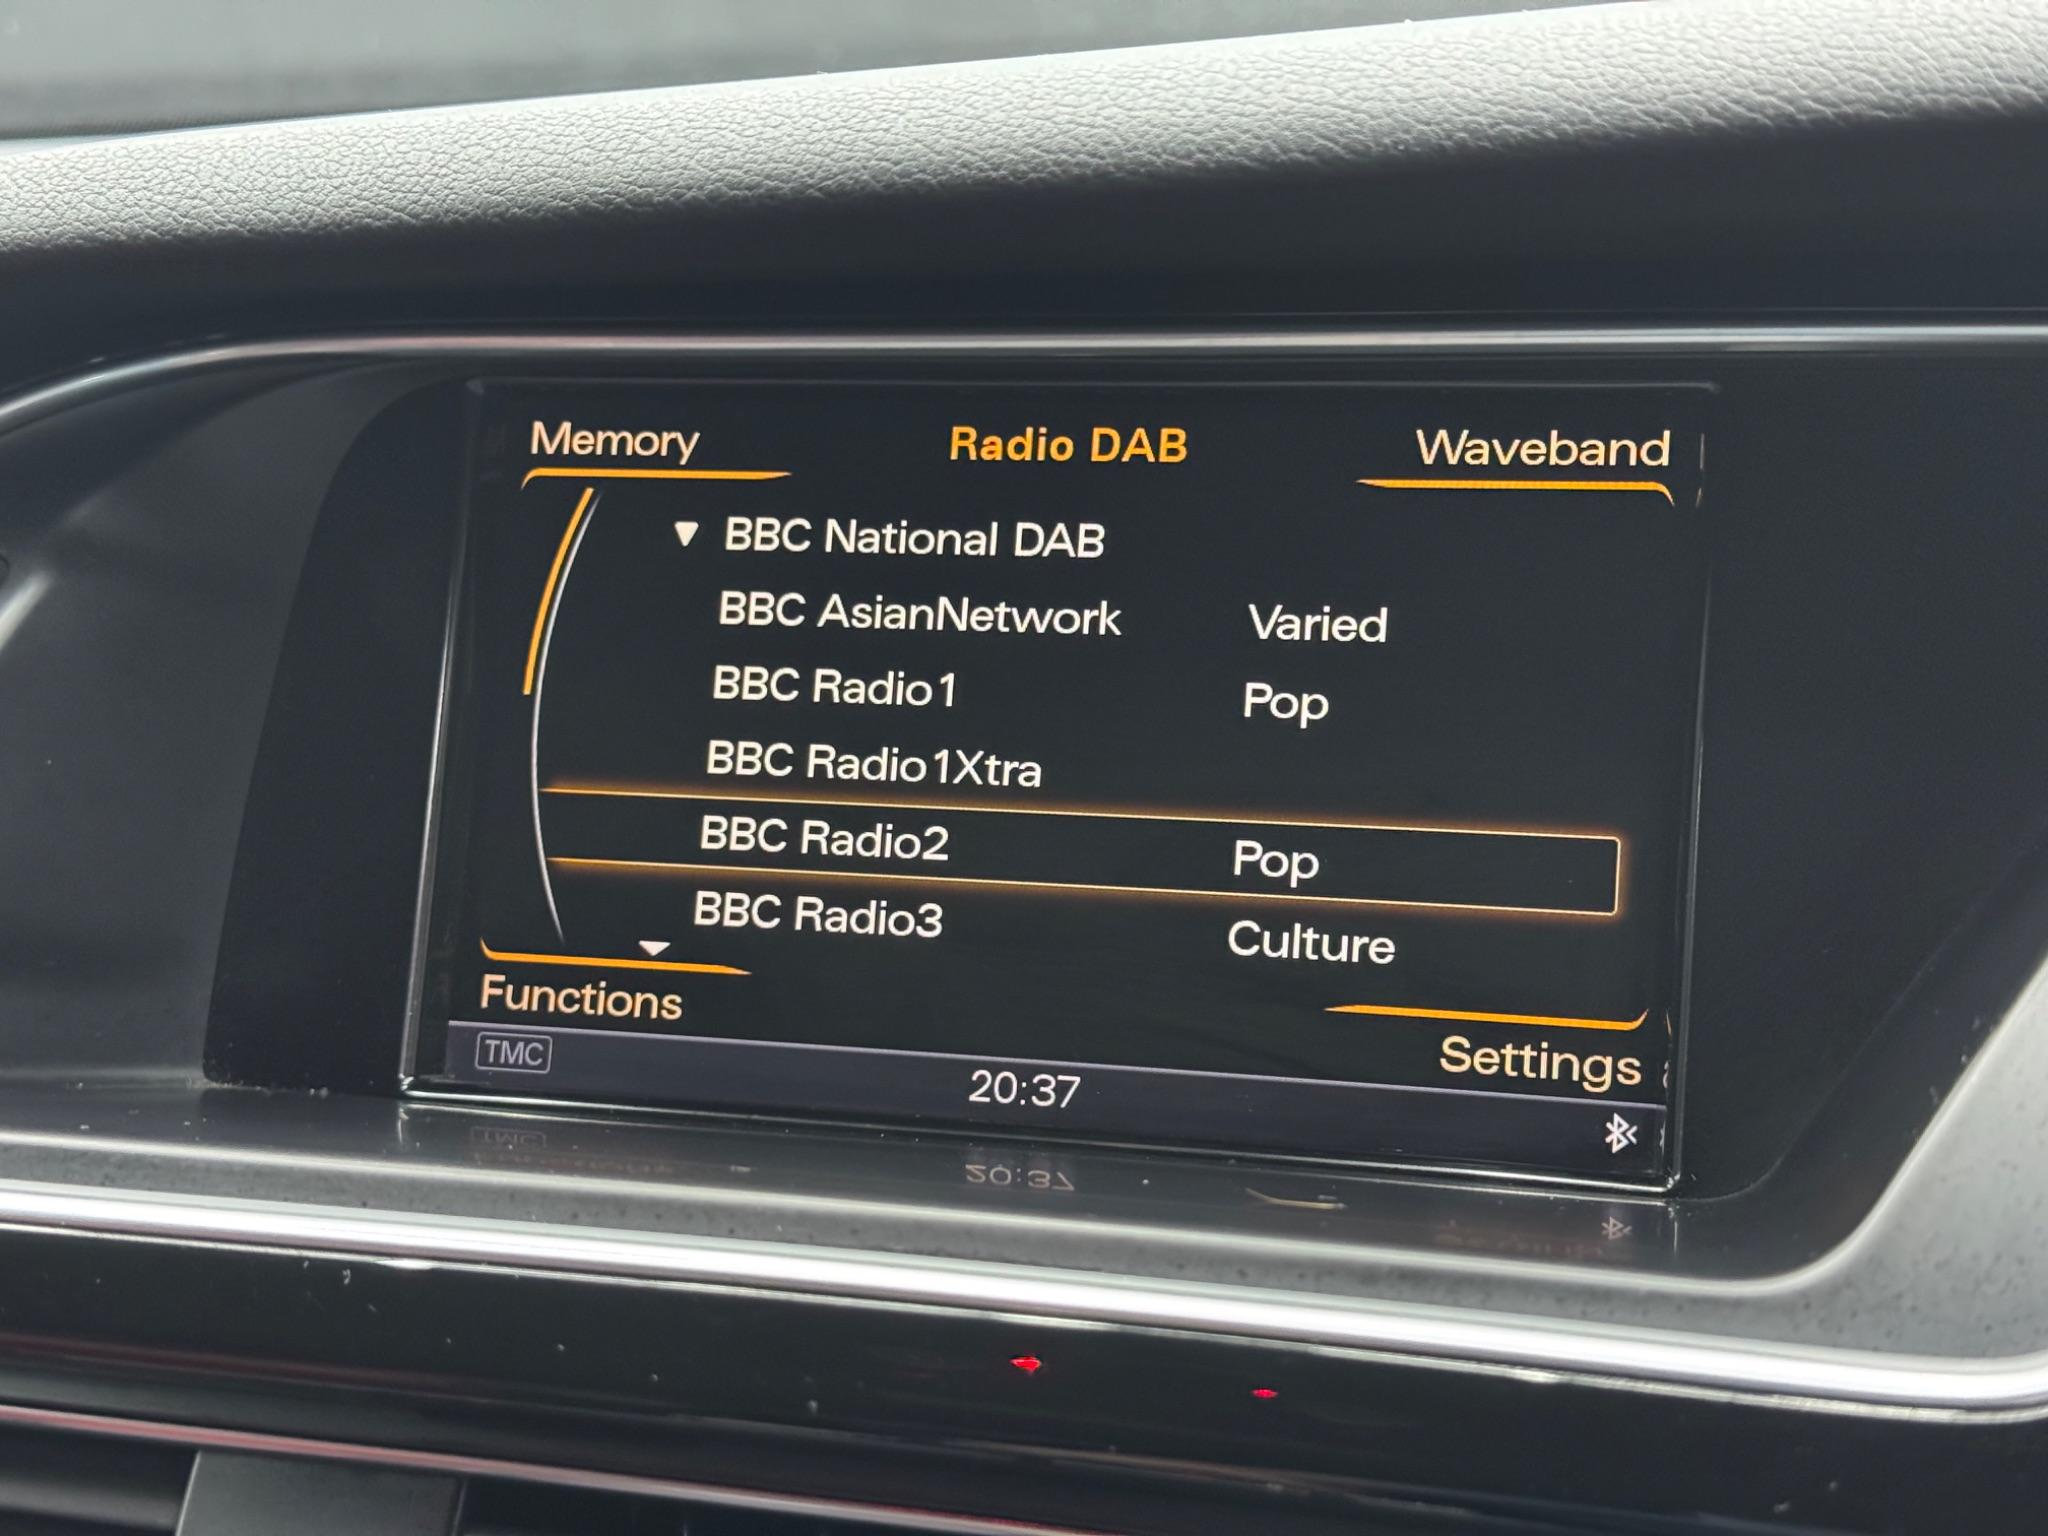 Memory Radio DAB Waveband
BBC National DAB
BBC AsianNetwork Varied
BBC Radio1 Pop
BBC Radio1Xtra
BBC Radio2 Pop
BBC Radio3 Culture
Functions
Settings
TMC
20:37